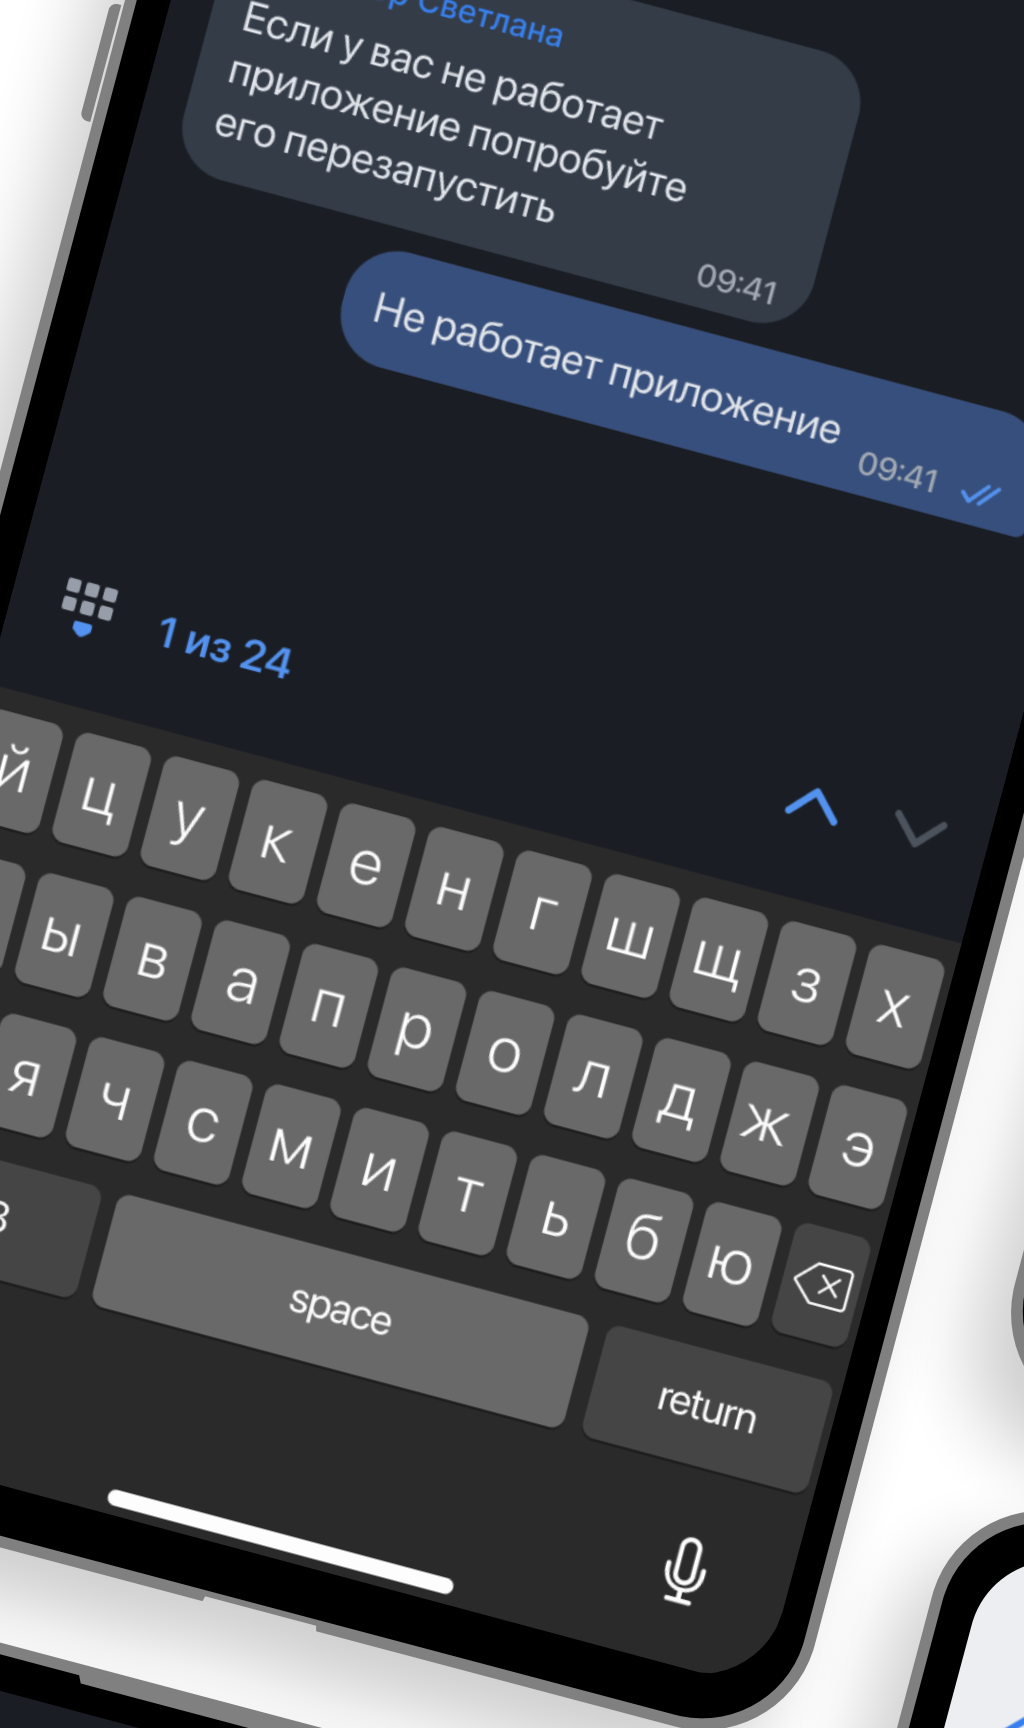 Светлана
Если у вас не работает
приложение попробуйте
его перезапустить
09:41
Не работает приложение
09:41
1 из 24
й ц у к е н г ш щ з х
ы в а п р о л д ж э
я ч с м и т ь б ю
space
return